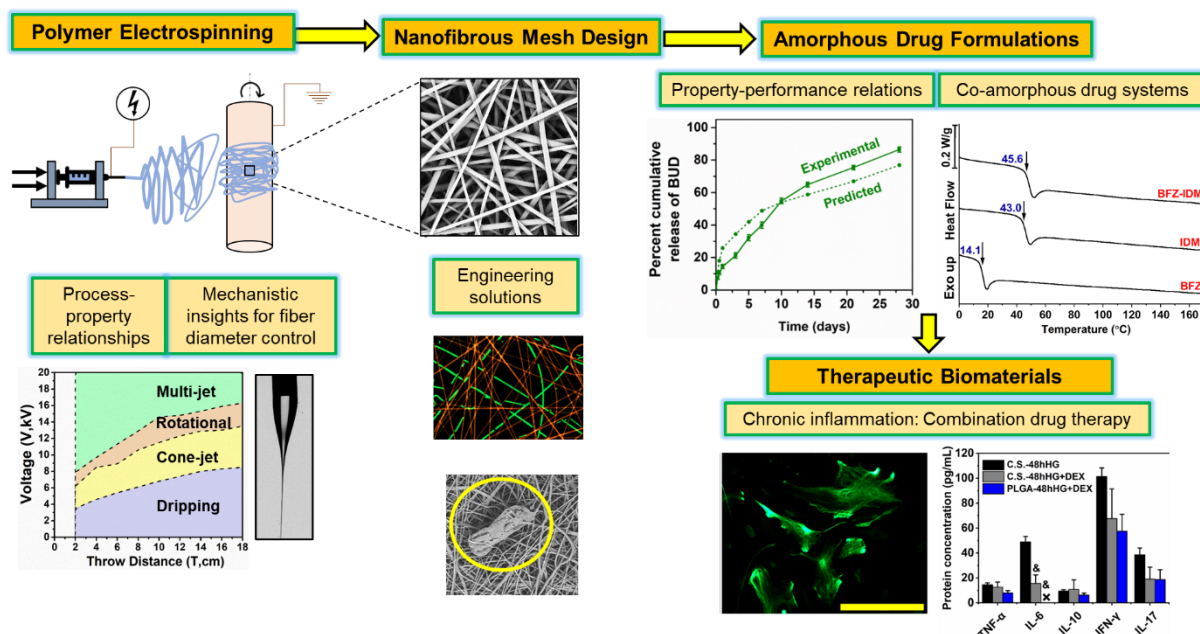 Polymer Electrospinning
Nanofibrous Mesh Design
Amorphous Drug Formulations
Property-performance relations
Co-amorphous drug systems
Percent cumulative
release of BUD
100
80
60
40
20
0
Experimental
Predicted
0 5 10 15 20 25 30
Time (days)
0.2 W/g
Heat Flow
Exo up
45.6
BFZ-IDM
43.0
IDM
14.1
BFZ
0 20 40 60 80 100 120 140 160
Temperature (°C)
Process-
property
relationships
Mechanistic
insights for fiber
diameter control
Engineering
solutions
Voltage (V,kV)
20
18
16
14
12
10
8
6
4
2
0
Multi-jet
Rotational
Cone-jet
Dripping
0 2 4 6 8 10 12 14 16 18
Throw Distance (T,cm)
Therapeutic Biomaterials
Chronic inflammation: Combination drug therapy
Protein concentration (pg/mL)
120
100
80
60
40
20
0
C.S.-48hHG
C.S.-48hHG+DEX
PLGA-48hHG+DEX
&
&
×
TNF-α
IL-6
IL-10
IFN-γ
IL-17